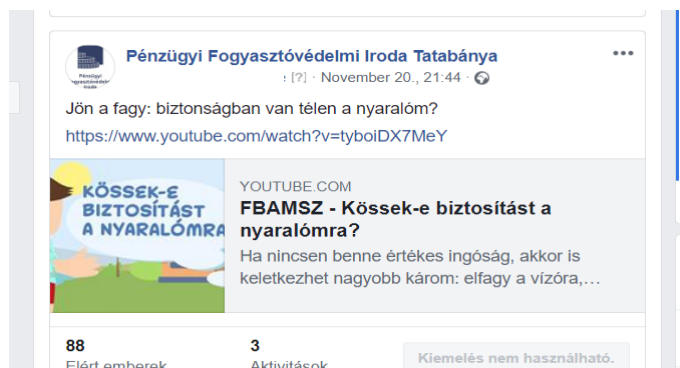 Pénzügyi Fogyasztóvédelmi Iroda Tatabánya
: [?] · November 20., 21:44 ·
Jön a fagy: biztonságban van télen a nyaralóm?
https://www.youtube.com/watch?v=tyboiDX7MeY
KÖSSEK-E
BIZTOSÍTÁST
A NYARALÓMRA
YOUTUBE.COM
FBAMSZ - Kössek-e biztosítást a
nyaralómra?
Ha nincsen benne értékes ingóság, akkor is
keletkezhet nagyobb károm: elfagy a vízóra,...
88
Elért emberek
3
Aktivitások
Kiemelés nem használható.